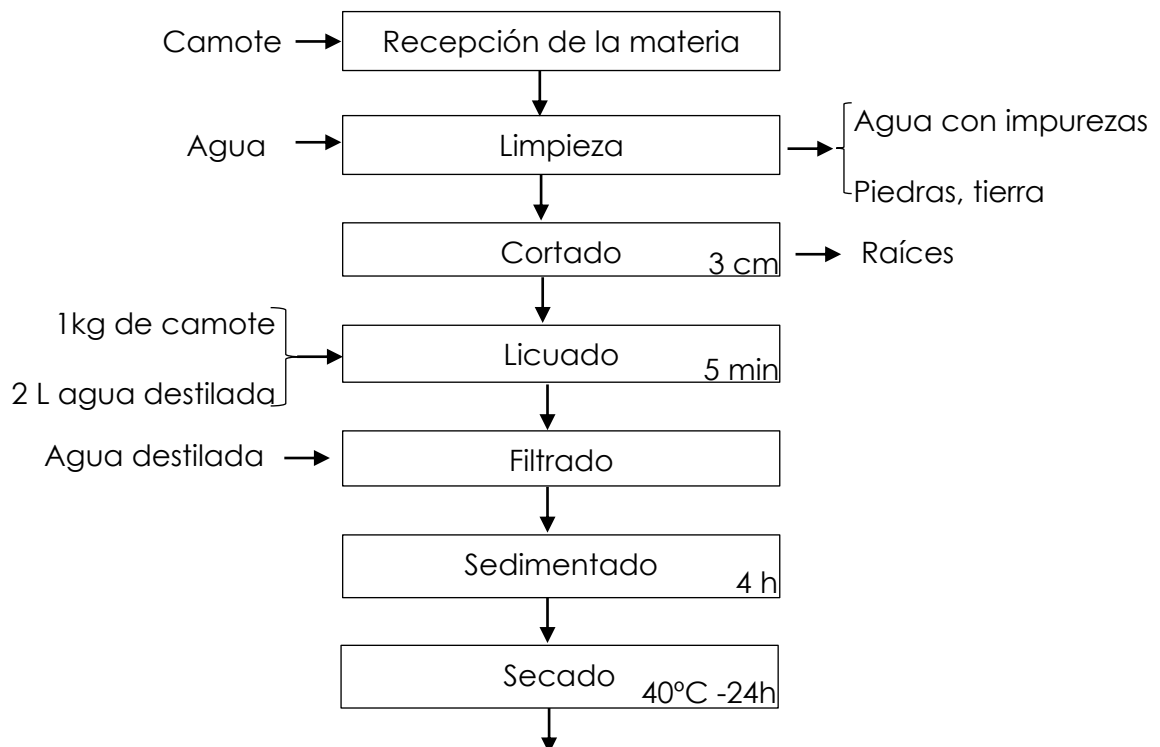 Camote
Recepción de la materia
Agua
Limpieza
Agua con impurezas
Piedras, tierra
Cortado
3 cm
Raíces
1kg de camote
2 L agua destilada
Licuado
5 min
Agua destilada
Filtrado
Sedimentado
4 h
Secado
40°C -24h